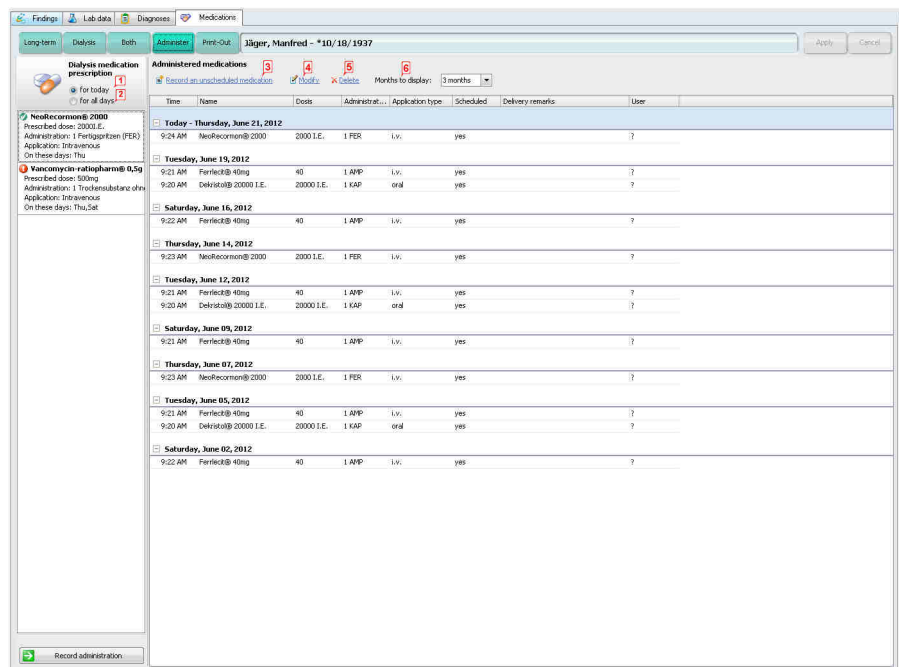 Findings Lab data Diagnoses Medications
Long-term Dialysis Both Administer Print-Out Jäger, Manfred - *10/18/1937 Apply Cancel
Dialysis medication
prescription
1
for today
2
for all days
NeoRecormon® 2000
Prescribed dose: 2000I.E.
Administration: 1 Fertigspritzen (FER)
Application: Intravenous
On these days: Thu
Vancomycin-ratiopharm® 0,5g
Prescribed dose: 500mg
Administration: 1 Trockensubstanz ohn
Application: Intravenous
On these days: Thu,Sat
Record administration
Administered medications 3 4 5 6
Record an unscheduled medication Modify Delete Months to display: 3 months
Time Name Dosis Administrat... Application type Scheduled Delivery remarks User
Today - Thursday, June 21, 2012
9:24 AM NeoRecormon® 2000 2000 I.E. 1 FER i.v. yes ?
Tuesday, June 19, 2012
9:21 AM Ferrlecit® 40mg 40 1 AMP i.v. yes ?
9:20 AM Dekristol® 20000 I.E. 20000 I.E. 1 KAP oral yes ?
Saturday, June 16, 2012
9:22 AM Ferrlecit® 40mg 40 1 AMP i.v. yes ?
Thursday, June 14, 2012
9:23 AM NeoRecormon® 2000 2000 I.E. 1 FER i.v. yes ?
Tuesday, June 12, 2012
9:21 AM Ferrlecit® 40mg 40 1 AMP i.v. yes ?
9:20 AM Dekristol® 20000 I.E. 20000 I.E. 1 KAP oral yes ?
Saturday, June 09, 2012
9:21 AM Ferrlecit® 40mg 40 1 AMP i.v. yes ?
Thursday, June 07, 2012
9:23 AM NeoRecormon® 2000 2000 I.E. 1 FER i.v. yes ?
Tuesday, June 05, 2012
9:21 AM Ferrlecit® 40mg 40 1 AMP i.v. yes ?
9:20 AM Dekristol® 20000 I.E. 20000 I.E. 1 KAP oral yes ?
Saturday, June 02, 2012
9:22 AM Ferrlecit® 40mg 40 1 AMP i.v. yes ?